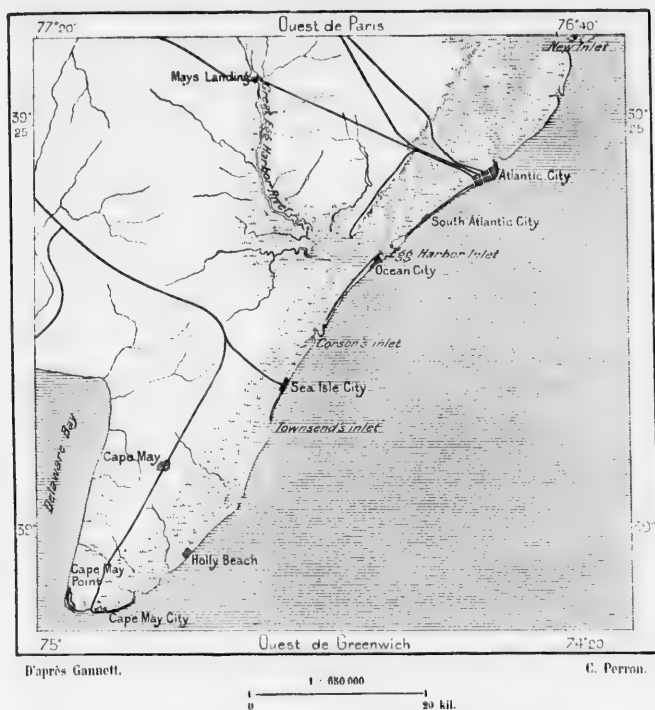 77°20' Ouest de Paris 76°40'
New Inlet
Mays Landing
Great Egg Harbor River
39°
25
39°
25
Atlantic City
South Atlantic City
Egg Harbor Inlet
Ocean City
Corson's inlet
Sea Isle City
Townsend's inlet
Cape May
Delaware Bay
39°
39°
Holly Beach
Cape May
Point
Cape May City
75° Ouest de Greenwich 74°20
D'après Gannett. C. Perron.
1 : 680 000
0 20 kil.